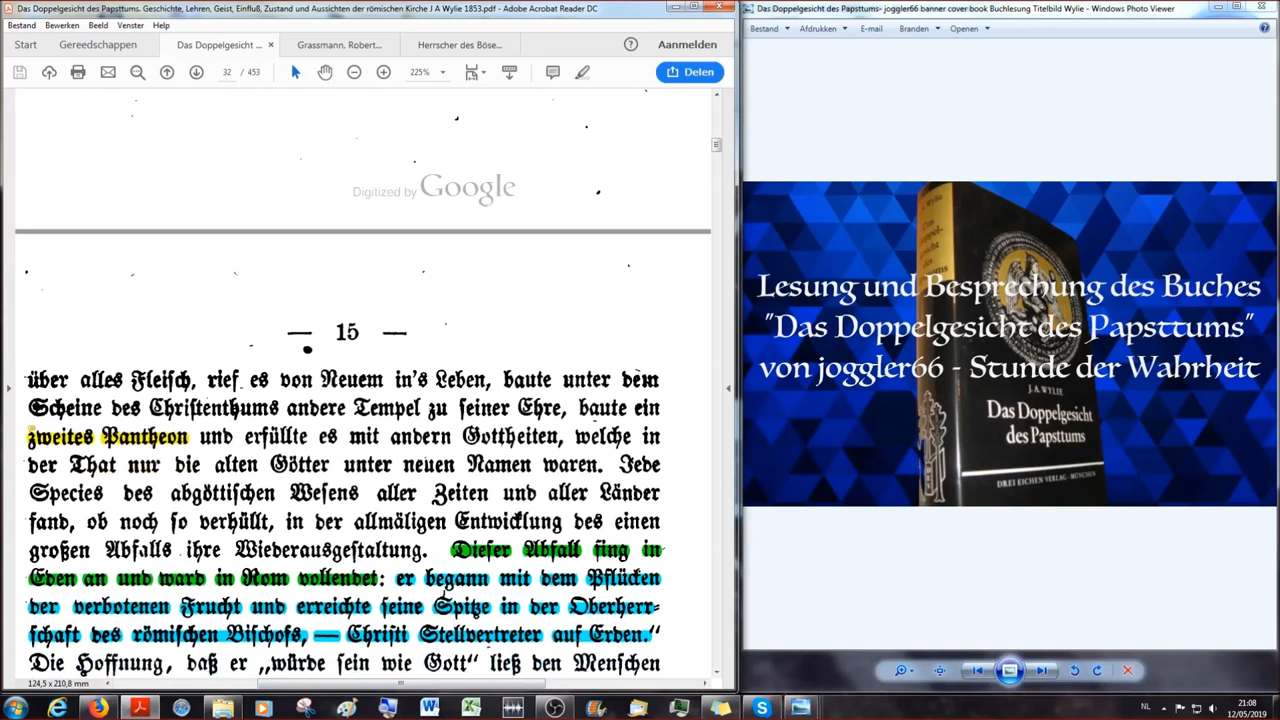 Das Doppelgesicht des Papsttums. Geschichte, Lehren, Geist, Einfluß, Zustand und Aussichten der römischen Kirche J A Wylie 1853.pdf - Adobe Acrobat Reader DC
Bestand Bewerken Beeld Venster Help
Start Gereedschappen Das Doppelgesicht ... × Grassmann, Robert... Herrscher des Böse... Aanmelden
32 / 453 225% Delen
Digitized by Google
— 15 —
über alles Fleisch, rief es von Neuem in's Leben, baute unter dem
Scheine des Christenthums andere Tempel zu seiner Ehre, baute ein
zweites Pantheon und erfüllte es mit andern Gottheiten, welche in
der That nur die alten Götter unter neuen Namen waren. Jede
Species des abgöttischen Wesens aller Zeiten und aller Länder
fand, ob noch so verhüllt, in der allmäligen Entwicklung des einen
großen Abfalls ihre Wiederausgestaltung. Dieser Abfall fing in
Eden an und ward in Rom vollendet: er begann mit dem Pflücken
der verbotenen Frucht und erreichte seine Spitze in der Oberherr-
schaft des römischen Bischofs, — Christi Stellvertreter auf Erden.“
Die Hoffnung, daß er „würde sein wie Gott“ ließ den Menschen
124,5 x 210,8 mm
Das Doppelgesicht des Papsttums- joggler66 banner cover book Buchlesung Titelbild Wylie - Windows Photo Viewer
Bestand Afdrukken E-mail Branden Openen
Lesung und Besprechung des Buches
"Das Doppelgesicht des Papsttums"
von joggler66 - Stunde der Wahrheit
J.A. WYLIE
Das Doppelgesicht
des Papsttums
DREI EICHEN VERLAG · MÜNCHEN
NL 21:08
12/05/2019